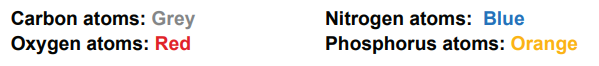 Carbon atoms: Grey Nitrogen atoms: Blue
Oxygen atoms: Red Phosphorus atoms: Orange